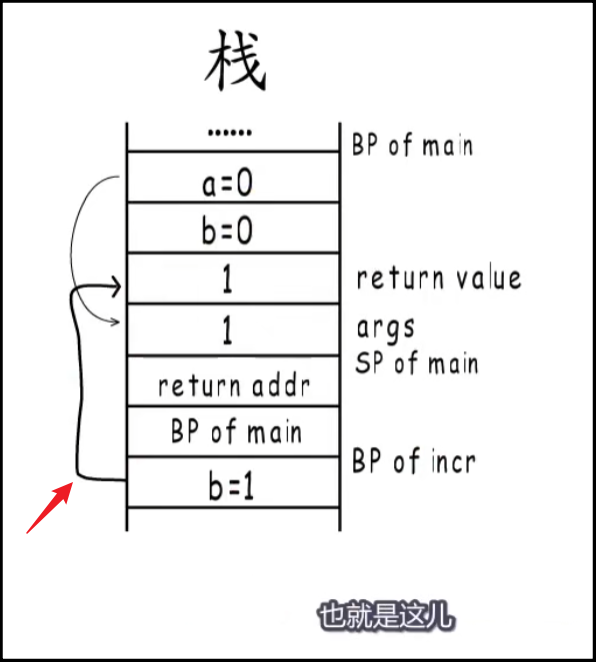 栈
......
BP of main
a=0
b=0
1
return value
1
args
SP of main
return addr
BP of main
BP of incr
b=1
也就是这儿